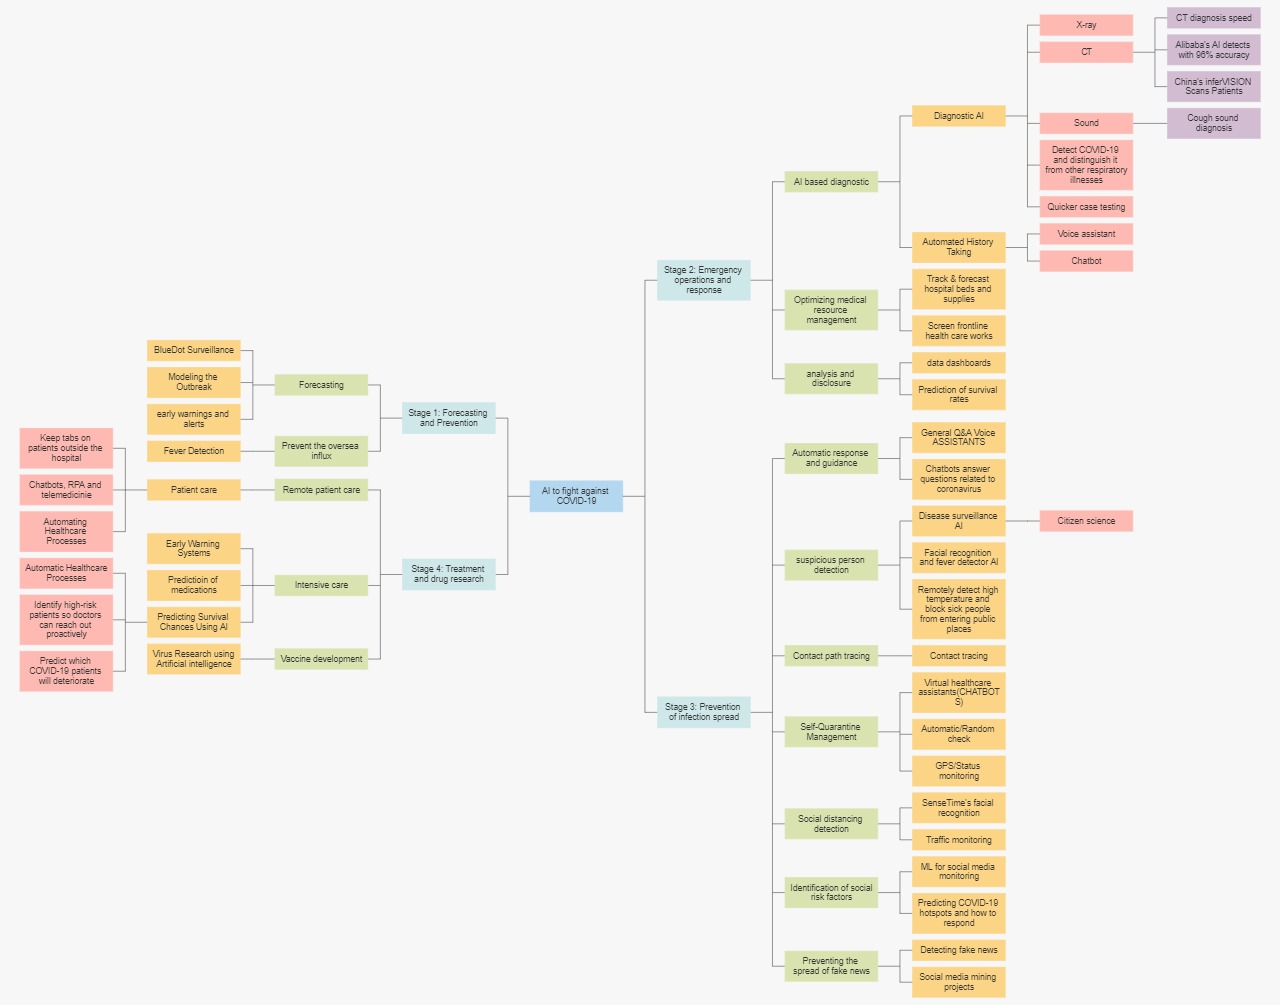 AI to fight against
COVID-19
Stage 1: Forecasting
and Prevention
Forecasting
BlueDot Surveillance
Modeling the
Outbreak
early warnings and
alerts
Prevent the oversea
influx
Fever Detection
Stage 4: Treatment
and drug research
Remote patient care
Patient care
Keep tabs on
patients outside the
hospital
Chatbots, RPA and
telemedicinie
Automating
Healthcare
Processes
Intensive care
Early Warning
Systems
Predictioin of
medications
Predicting Survival
Chances Using AI
Automatic Healthcare
Processes
Identify high-risk
patients so doctors
can reach out
proactively
Predict which
COVID-19 patients
will deteriorate
Vaccine development
Virus Research using
Artificial intelligence
Stage 2: Emergency
operations and
response
AI based diagnostic
Diagnostic AI
X-ray
CT
CT diagnosis speed
Alibaba's AI detects
with 96% accuracy
China's inferVISION
Scans Patients
Sound
Cough sound
diagnosis
Detect COVID-19
and distinguish it
from other respiratory
illnesses
Quicker case testing
Automated History
Taking
Voice assistant
Chatbot
Optimizing medical
resource
management
Track & forecast
hospital beds and
supplies
Screen frontline
health care works
analysis and
disclosure
data dashboards
Prediction of survival
rates
Stage 3: Prevention
of infection spread
Automatic response
and guidance
General Q&A Voice
ASSISTANTS
Chatbots answer
questions related to
coronavirus
suspicious person
detection
Disease surveillance
AI
Citizen science
Facial recognition
and fever detector AI
Remotely detect high
temperature and
block sick people
from entering public
places
Contact path tracing
Contact tracing
Self-Quarantine
Management
Virtual healthcare
assistants(CHATBOT
S)
Automatic/Random
check
GPS/Status
monitoring
Social distancing
detection
SenseTime's facial
recognition
Traffic monitoring
Identification of social
risk factors
ML for social media
monitoring
Predicting COVID-19
hotspots and how to
respond
Preventing the
spread of fake news
Detecting fake news
Social media mining
projects